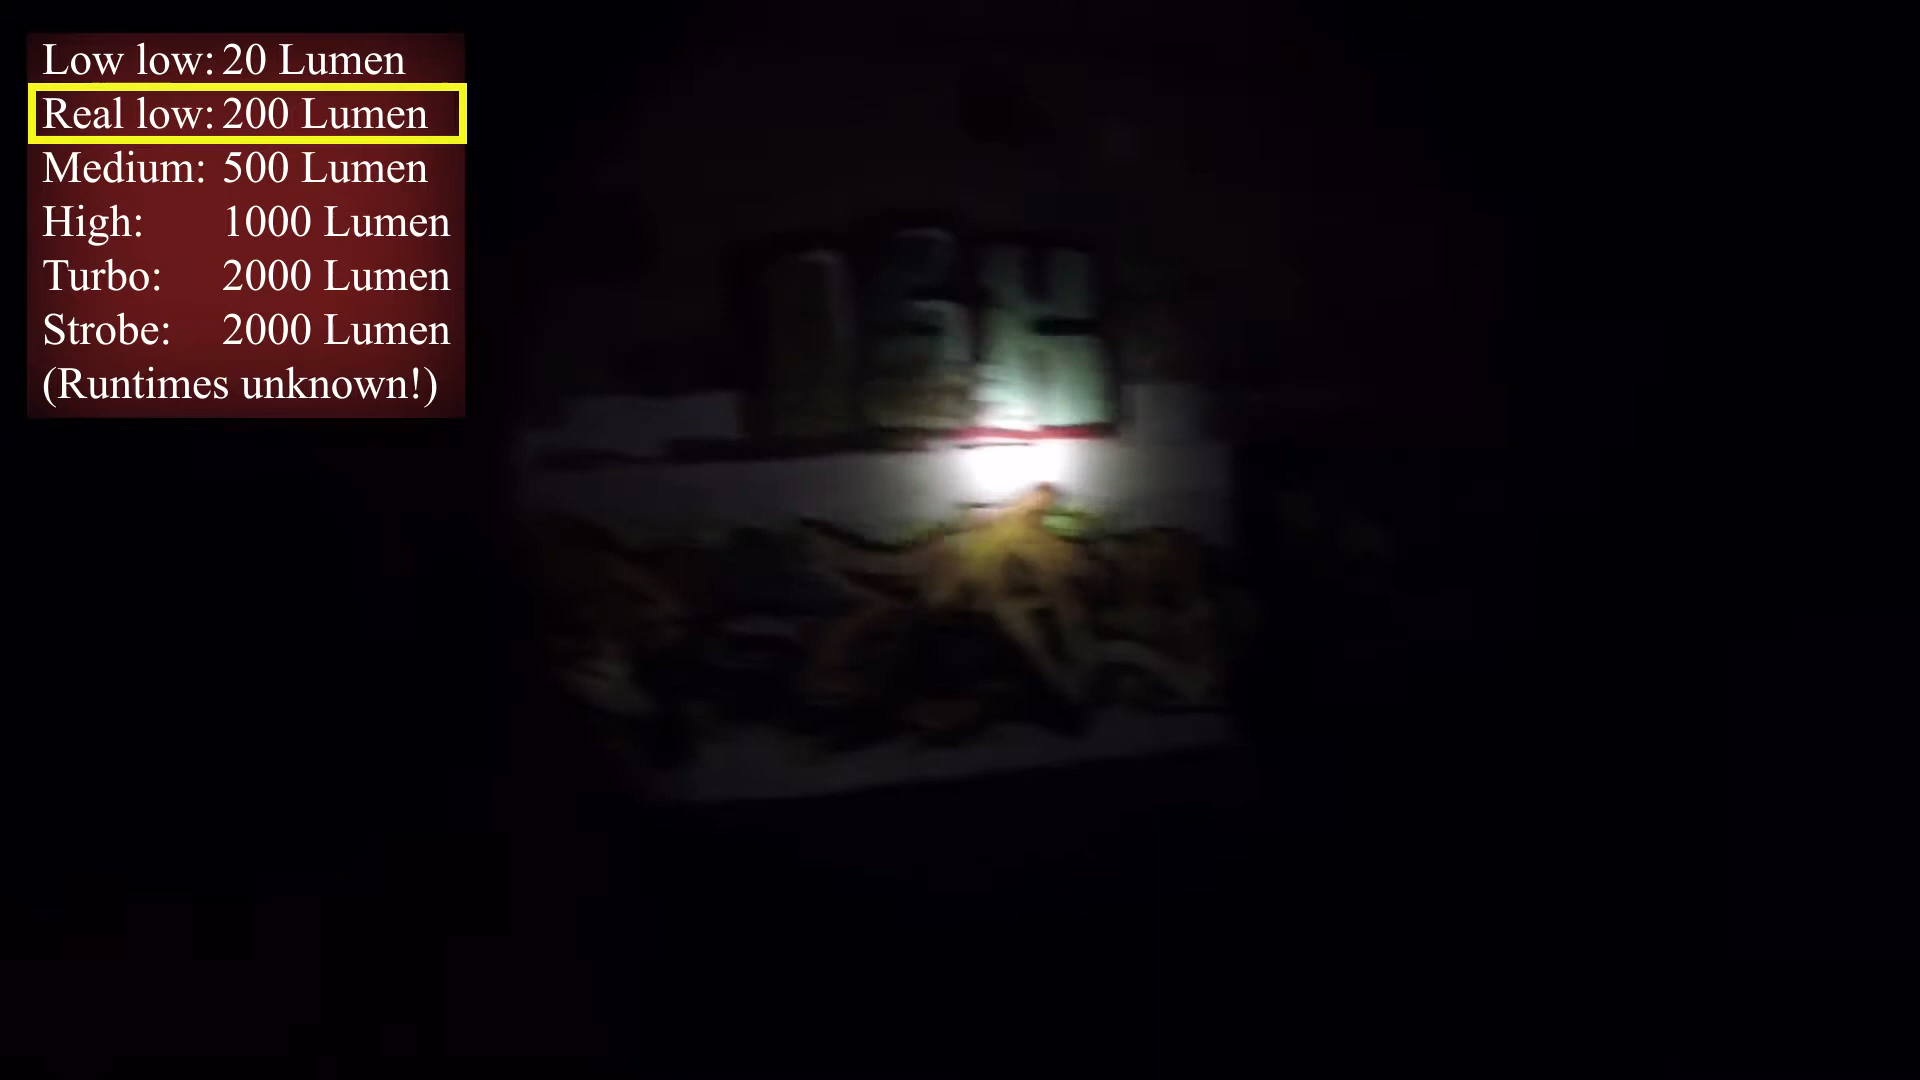 Low low: 20 Lumen
Real low: 200 Lumen
Medium: 500 Lumen
High: 1000 Lumen
Turbo: 2000 Lumen
Strobe: 2000 Lumen
(Runtimes unknown!)